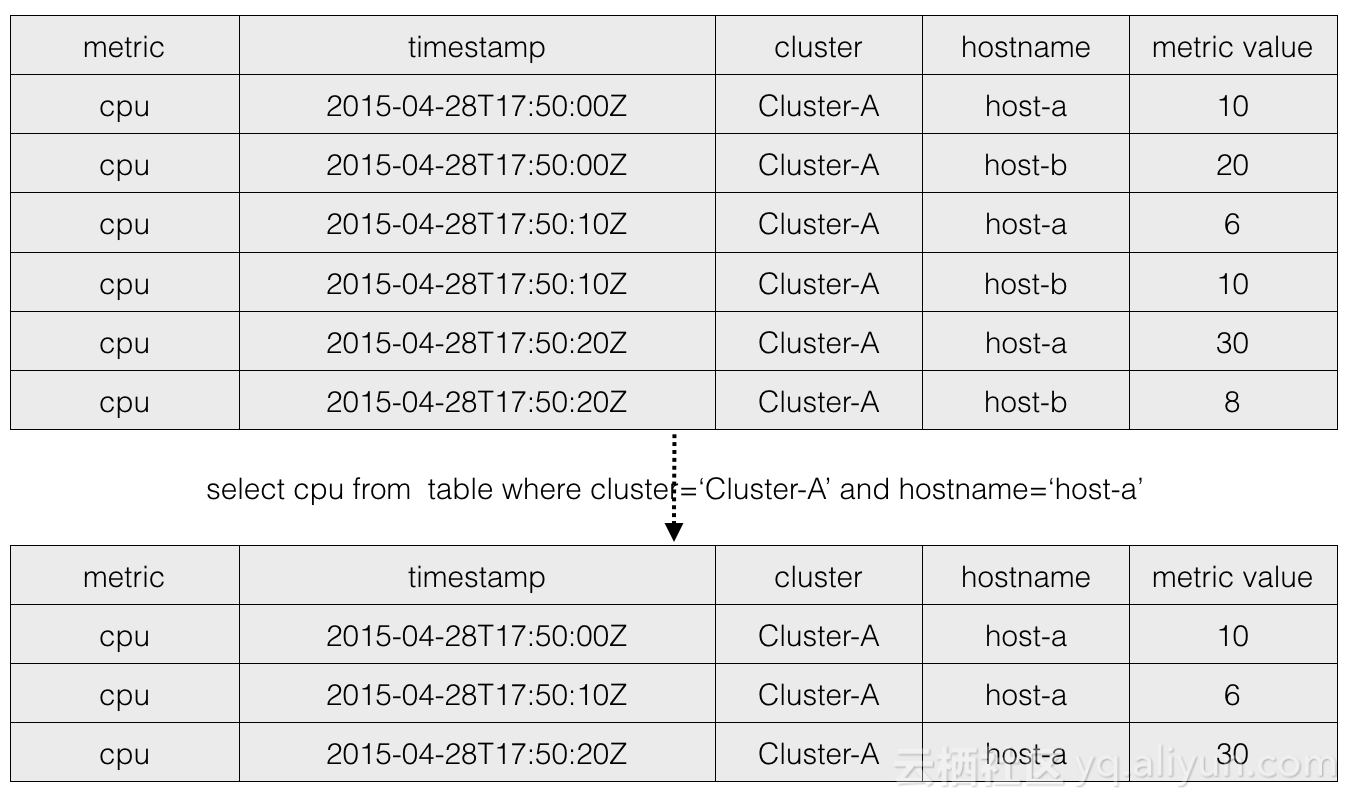 metric timestamp cluster hostname metric value
cpu 2015-04-28T17:50:00Z Cluster-A host-a 10
cpu 2015-04-28T17:50:00Z Cluster-A host-b 20
cpu 2015-04-28T17:50:10Z Cluster-A host-a 6
cpu 2015-04-28T17:50:10Z Cluster-A host-b 10
cpu 2015-04-28T17:50:20Z Cluster-A host-a 30
cpu 2015-04-28T17:50:20Z Cluster-A host-b 8
select cpu from  table where cluster=‘Cluster-A’ and hostname=‘host-a’
metric timestamp cluster hostname metric value
cpu 2015-04-28T17:50:00Z Cluster-A host-a 10
cpu 2015-04-28T17:50:10Z Cluster-A host-a 6
cpu 2015-04-28T17:50:20Z Cluster-A host-a 30
云栖社区 yq.aliyun.com